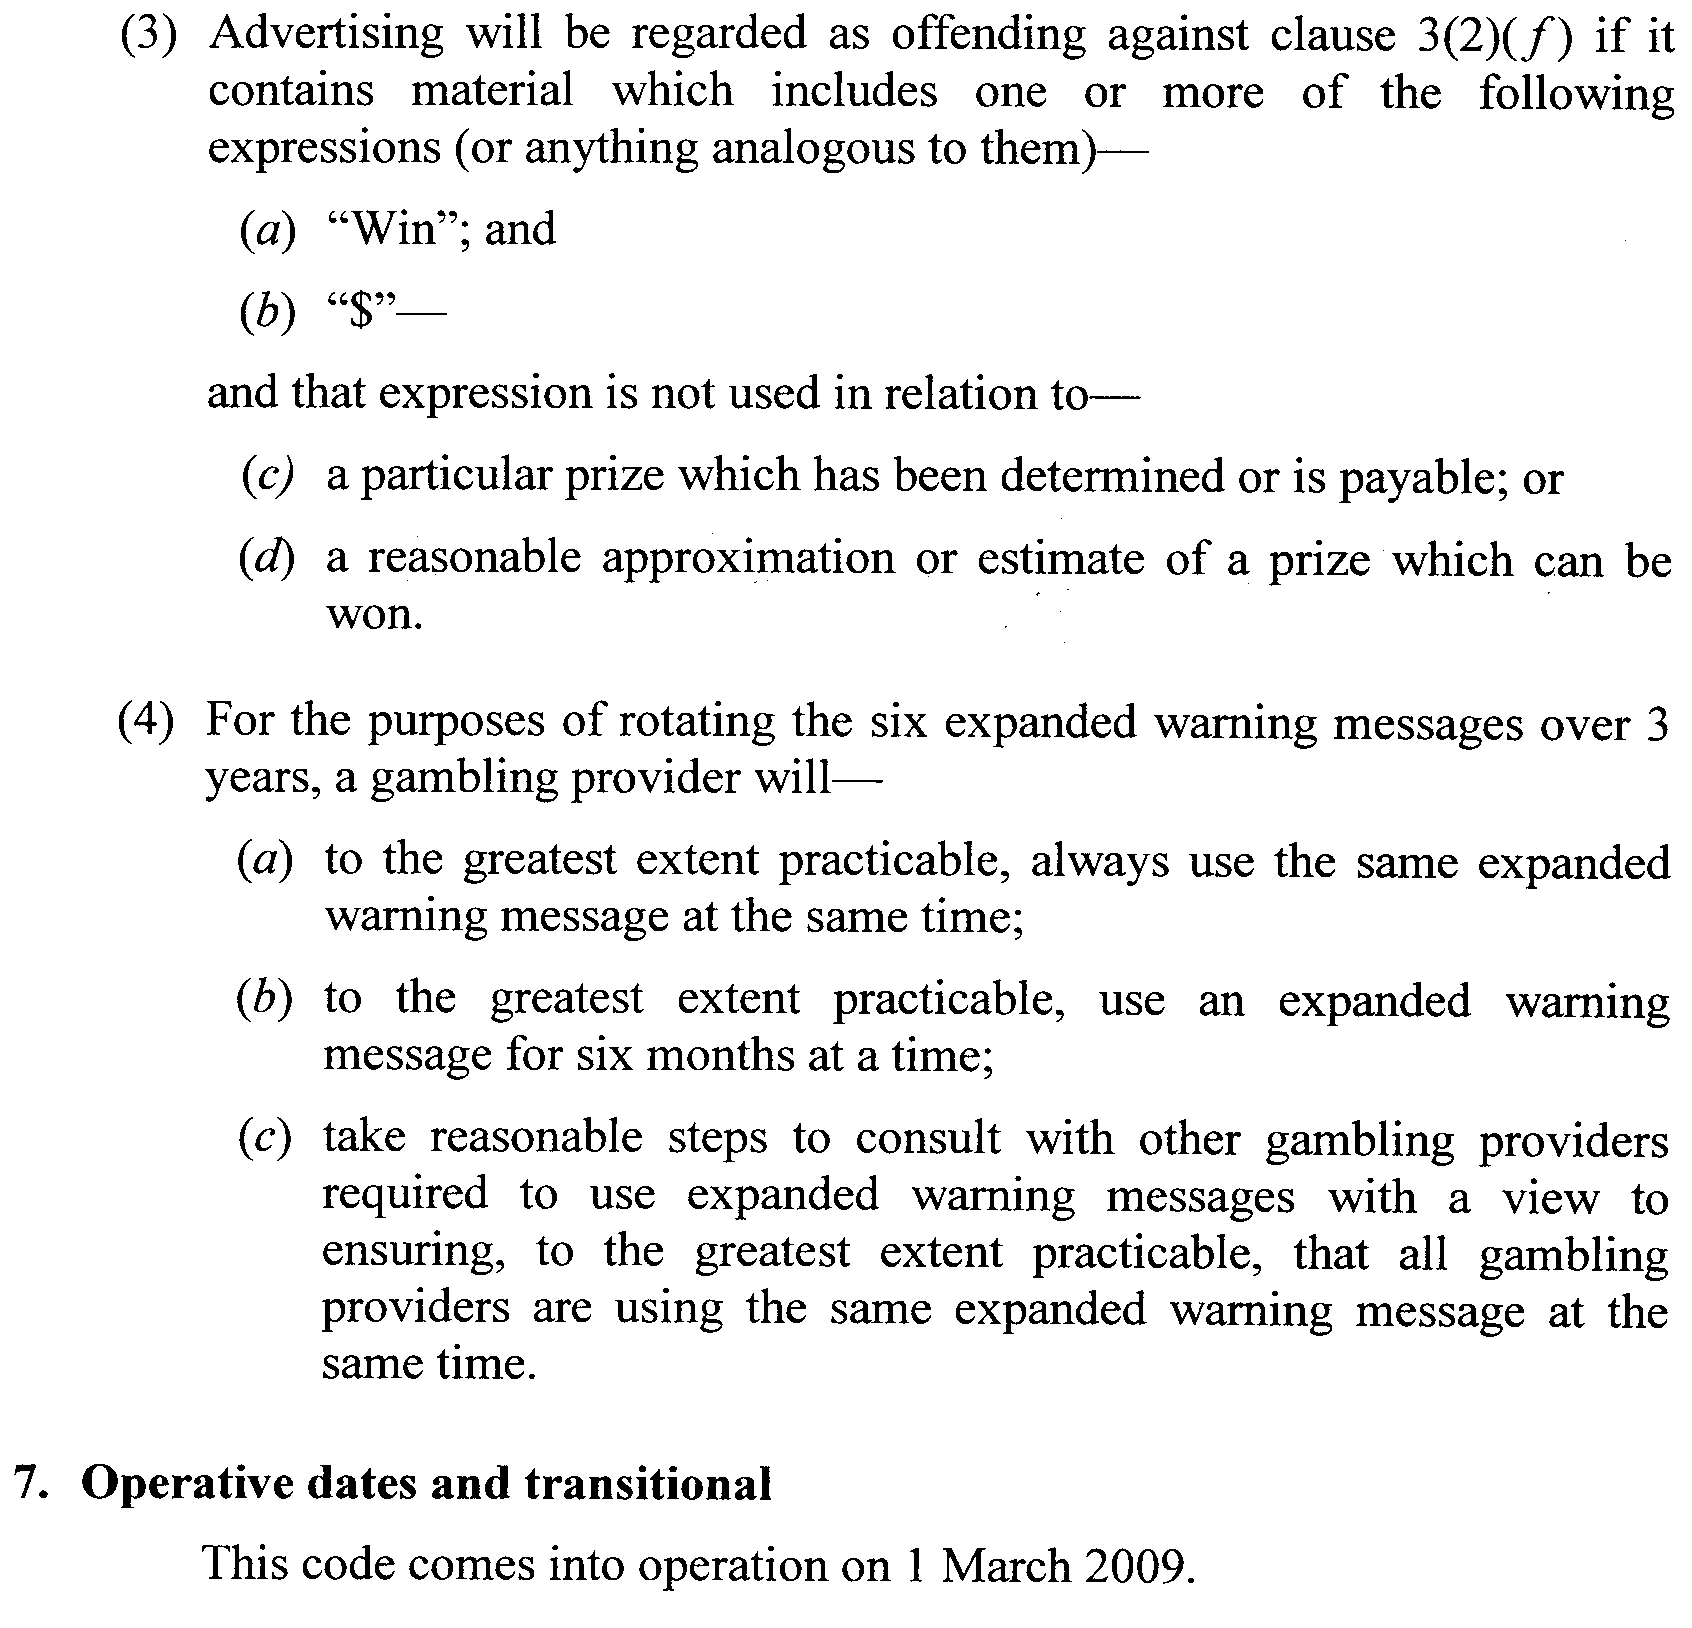 (3) Advertising will be regarded as offending against clause 3(2)(f) if it
contains material which includes one or more of the following
expressions (or anything analogous to them)—
(a) “Win”; and
(b) “$”—
and that expression is not used in relation to—
(c) a particular prize which has been determined or is payable; or
(d) a reasonable approximation or estimate of a prize which can be
won.
(4) For the purposes of rotating the six expanded warning messages over 3
years, a gambling provider will—
(a) to the greatest extent practicable, always use the same expanded
warning message at the same time;
(b) to the greatest extent practicable, use an expanded warning
message for six months at a time;
(c) take reasonable steps to consult with other gambling providers
required to use expanded warning messages with a view to
ensuring, to the greatest extent practicable, that all gambling
providers are using the same expanded warning message at the
same time.
7. Operative dates and transitional
This code comes into operation on 1 March 2009.